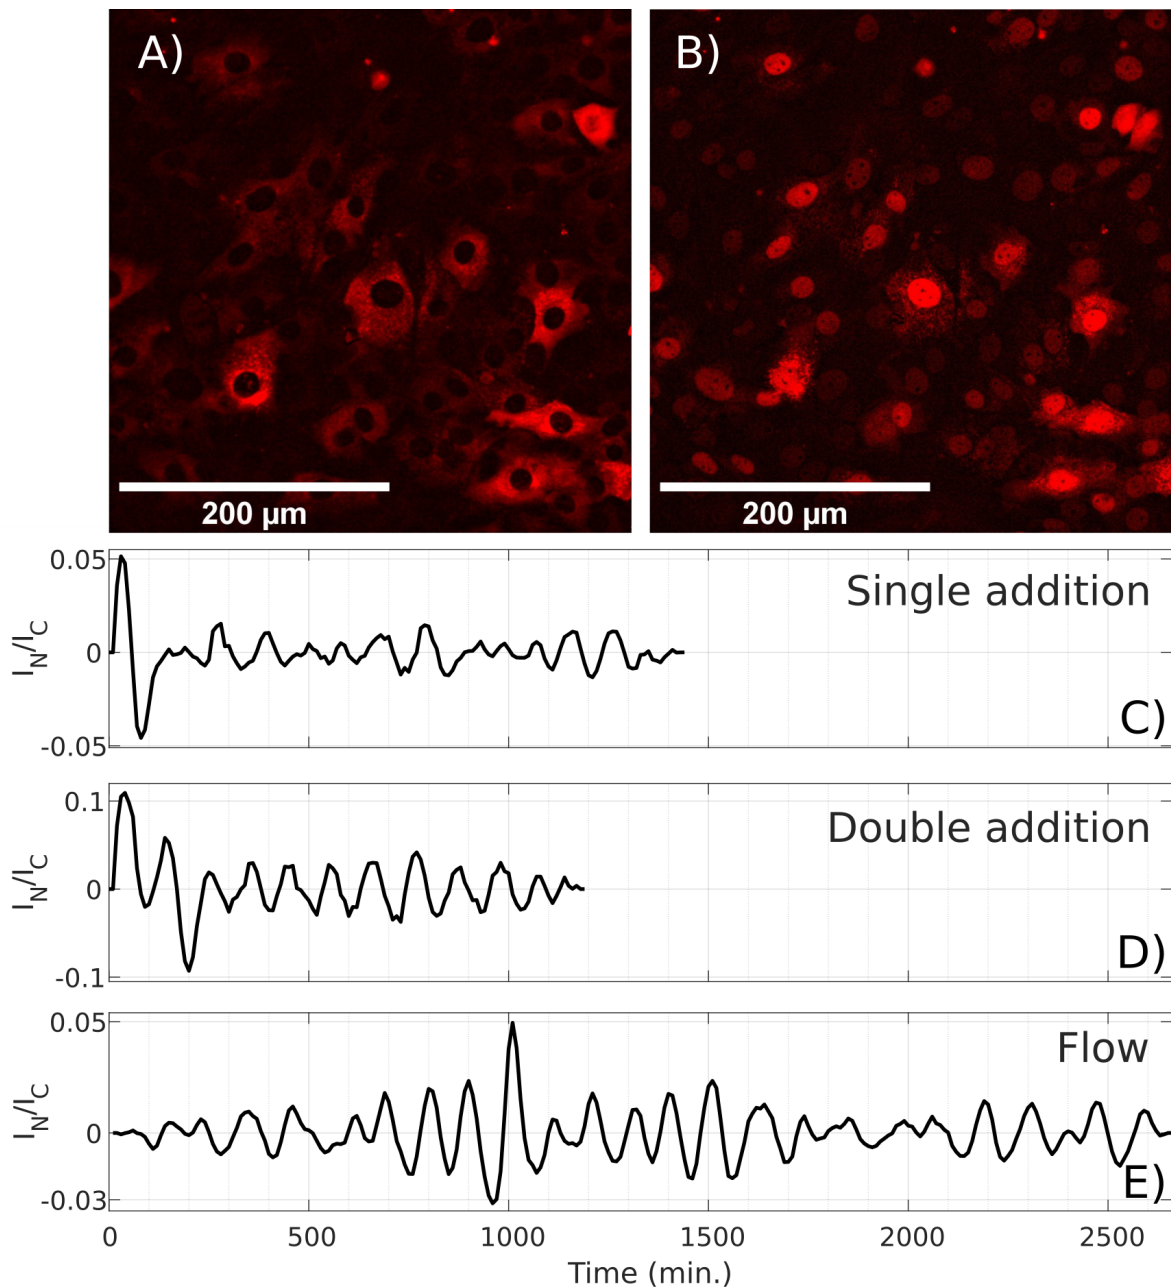 A)
B)
200 µm
200 µm
0.05
0
-0.05
I_N/I_C
Single addition
C)
0.1
0
-0.1
I_N/I_C
Double addition
D)
0.05
0
-0.03
I_N/I_C
Flow
E)
0 500 1000 1500 2000 2500
Time (min.)